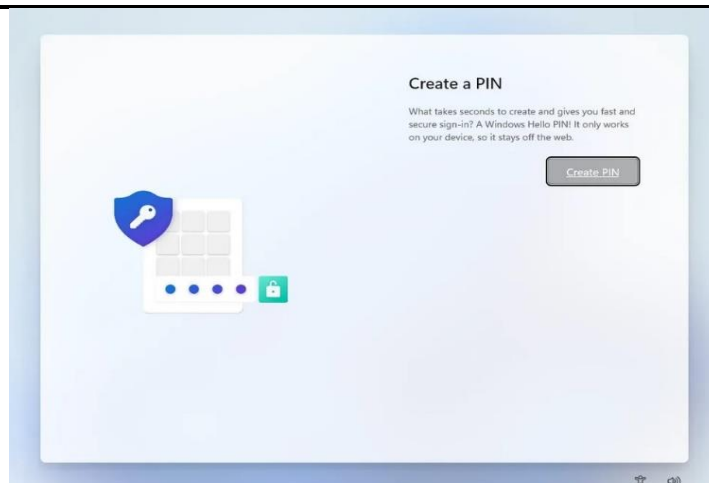 Create a PIN
What takes seconds to create and gives you fast and
secure sign-in? A Windows Hello PIN! It only works
on your device, so it stays off the web.
Create PIN